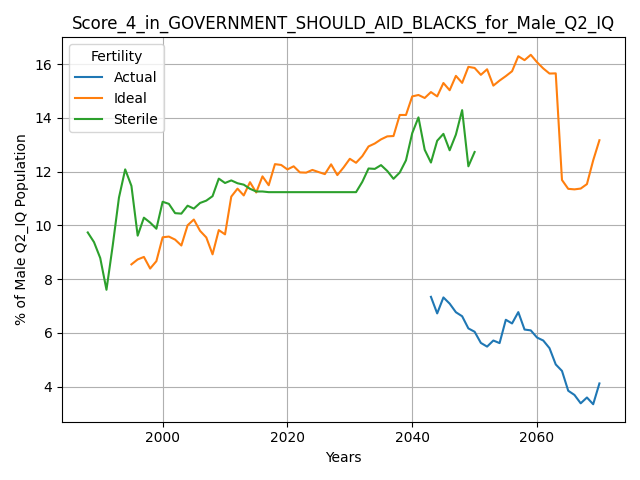 Score_4_in_GOVERNMENT_SHOULD_AID_BLACKS_for_Male_Q2_IQ
Fertility
Actual
Ideal
Sterile
% of Male Q2_IQ Population
16
14
12
10
8
6
4
2000
2020
2040
2060
Years